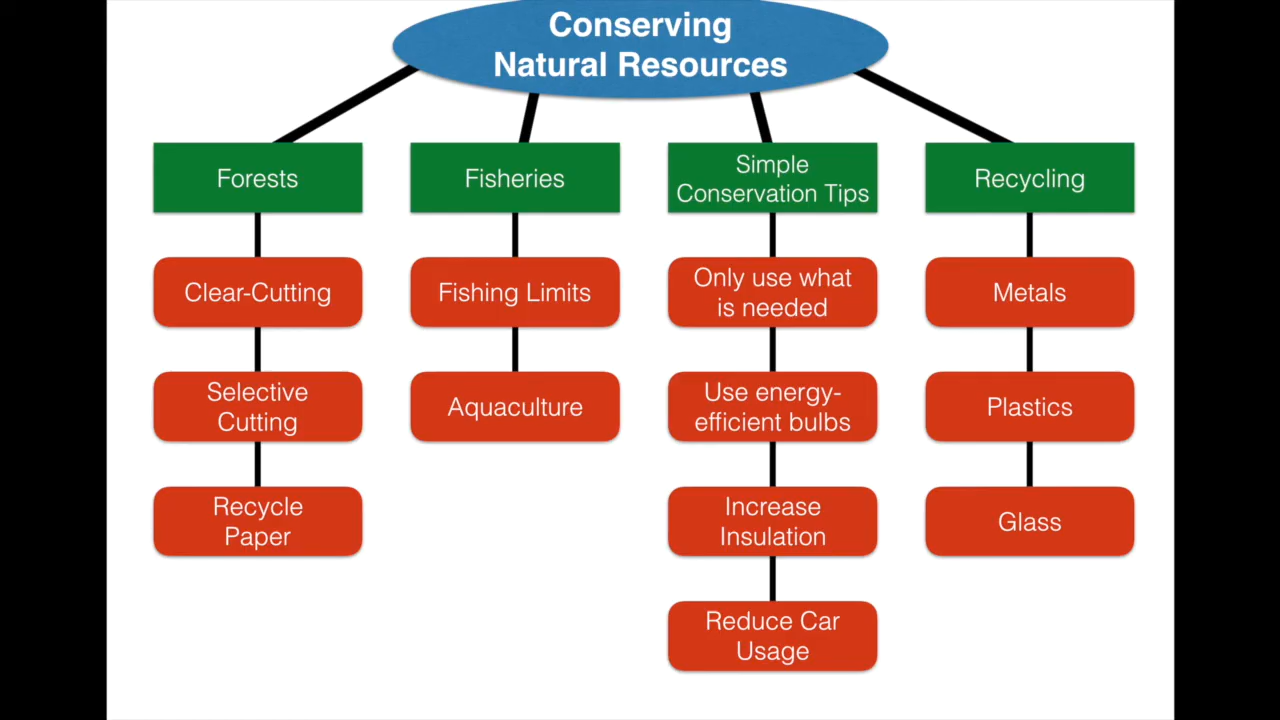 Conserving
Natural Resources
Forests
Fisheries
Simple
Conservation Tips
Recycling
Clear-Cutting
Fishing Limits
Only use what
is needed
Metals
Selective
Cutting
Aquaculture
Use energy-
efficient bulbs
Plastics
Recycle
Paper
Increase
Insulation
Glass
Reduce Car
Usage